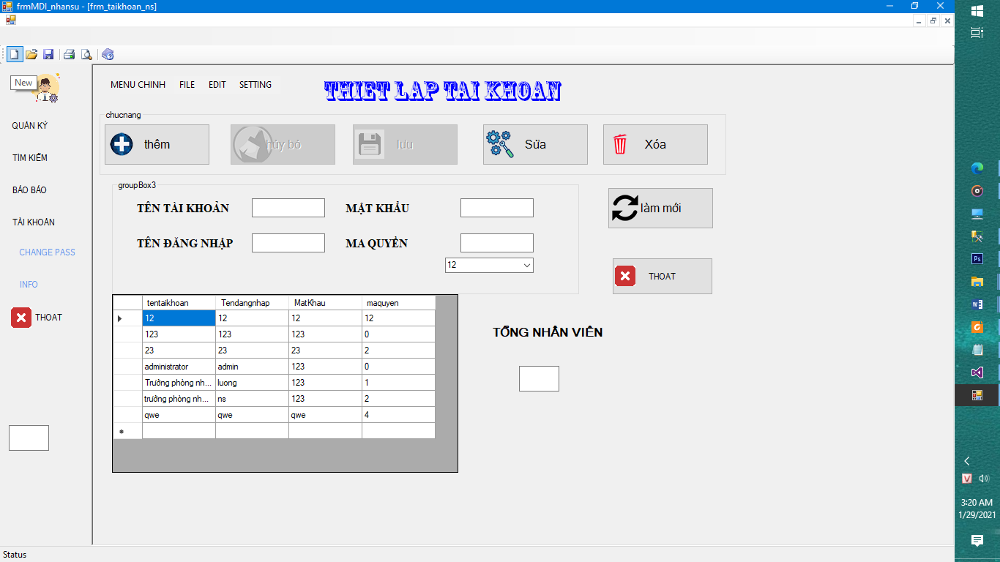 frmMDI_nhansu - [frm_taikhoan_ns]
New
MENU CHINH FILE EDIT SETTING
THIET LAP TAI KHOAN
chucnang
thêm hủy bỏ lưu Sửa Xóa
QUẢN KÝ
TÌM KIẾM
BÁO BÁO
TÀI KHOẢN
CHANGE PASS
INFO
THOAT
groupBox3
TÊN TÀI KHOẢN MẬT KHẨU
TÊN ĐĂNG NHẬP MA QUYỀN
12
làm mới
THOAT
tentaikhoan Tendangnhap MatKhau maquyen
12 12 12 12
123 123 123 0
23 23 23 2
administrator admin 123 0
Trưởng phòng nh... luong 123 1
trưởng phòng nh... ns 123 2
qwe qwe qwe 4
TỔNG NHÂN VIÊN
Status
Ps
V
3:20 AM
1/29/2021